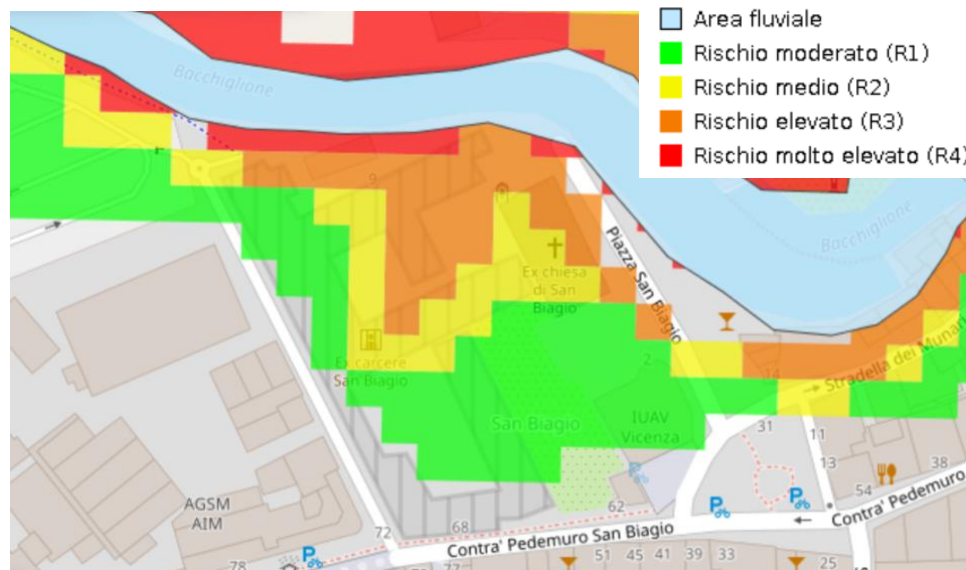 Area fluviale
Rischio moderato (R1)
Rischio medio (R2)
Rischio elevato (R3)
Rischio molto elevato (R4)
Bacchiglione
9
Bacchiglione
Piazza San Biagio
Ex chiesa
di San
Biagio
Ex carcere
San Biagio
2
14
Stradella dei Munari
San Biagio
IUAV
Vicenza
31
11
13
38
54
AGSM
AIM
72
68
62
Contra' Pedemuro San Biagio
Contra' Pedemuro
78
77
51
45
41
39
33
25